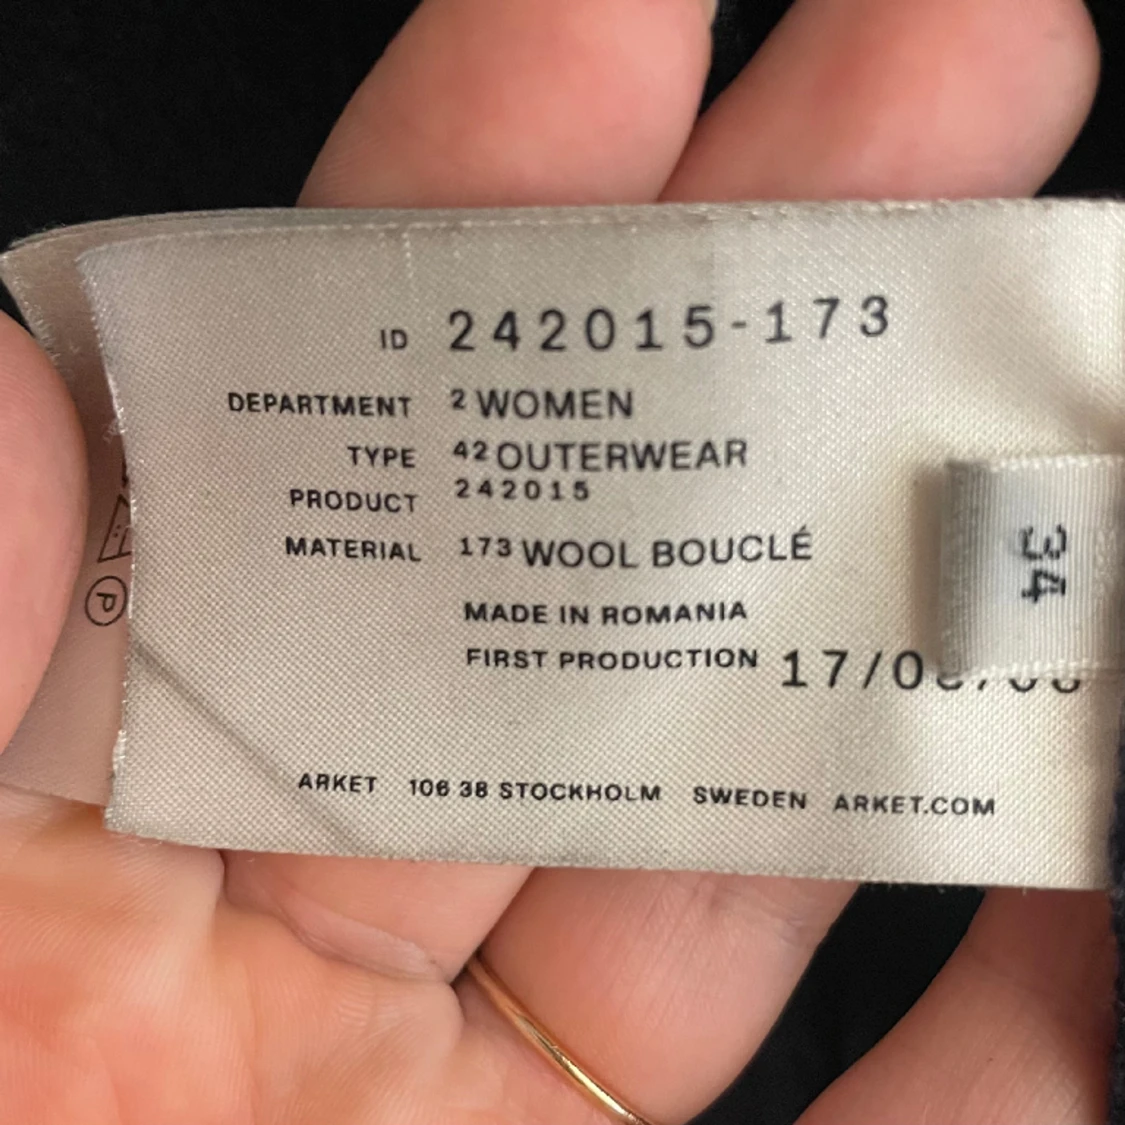 ID 242015-173
DEPARTMENT 2 WOMEN
TYPE 42 OUTERWEAR
PRODUCT 242015
MATERIAL 173 WOOL BOUCLÉ
MADE IN ROMANIA
FIRST PRODUCTION
ARKET 106 38 STOCKHOLM SWEDEN ARKET.COM
34
P